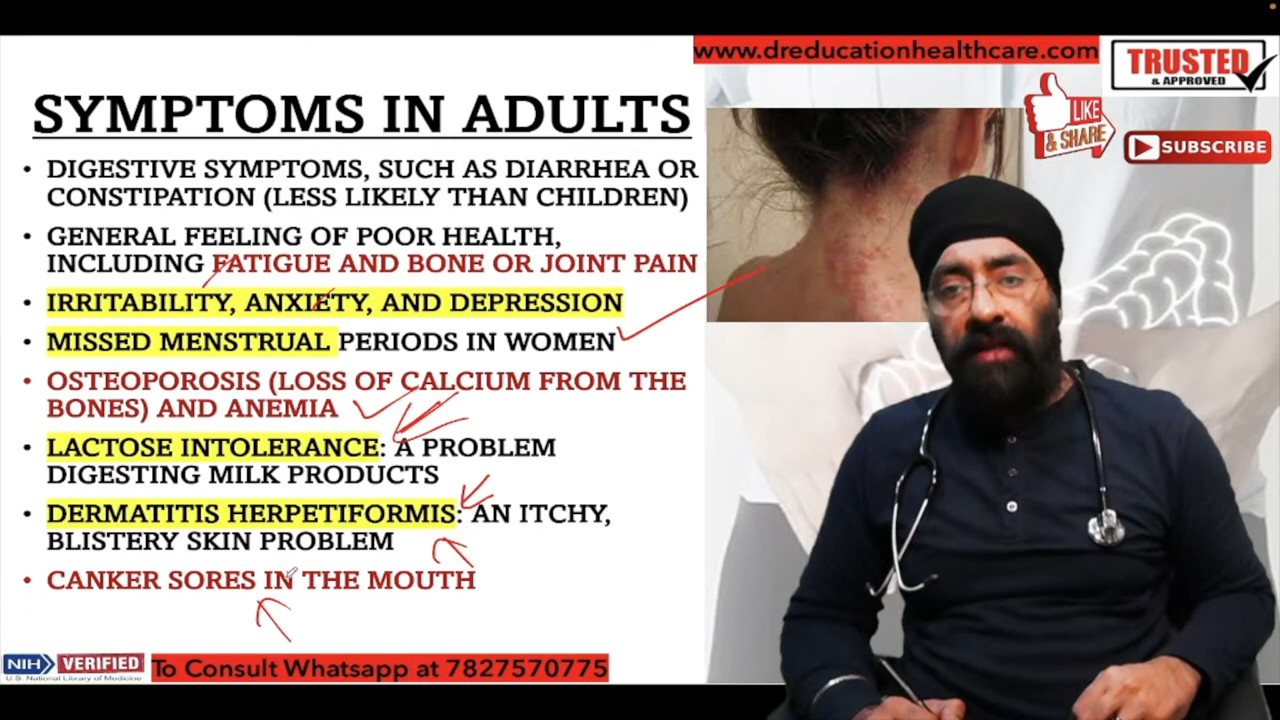 www.dreducationhealthcare.com
TRUSTED
& APPROVED
LIKE
& SHARE
SUBSCRIBE
SYMPTOMS IN ADULTS
• DIGESTIVE SYMPTOMS, SUCH AS DIARRHEA OR
CONSTIPATION (LESS LIKELY THAN CHILDREN)
• GENERAL FEELING OF POOR HEALTH,
INCLUDING FATIGUE AND BONE OR JOINT PAIN
• IRRITABILITY, ANXIETY, AND DEPRESSION
• MISSED MENSTRUAL PERIODS IN WOMEN
• OSTEOPOROSIS (LOSS OF CALCIUM FROM THE
BONES) AND ANEMIA
• LACTOSE INTOLERANCE: A PROBLEM
DIGESTING MILK PRODUCTS
• DERMATITIS HERPETIFORMIS: AN ITCHY,
BLISTERY SKIN PROBLEM
• CANKER SORES IN THE MOUTH
NIH VERIFIED
U.S. National Library of Medicine
To Consult Whatsapp at 7827570775